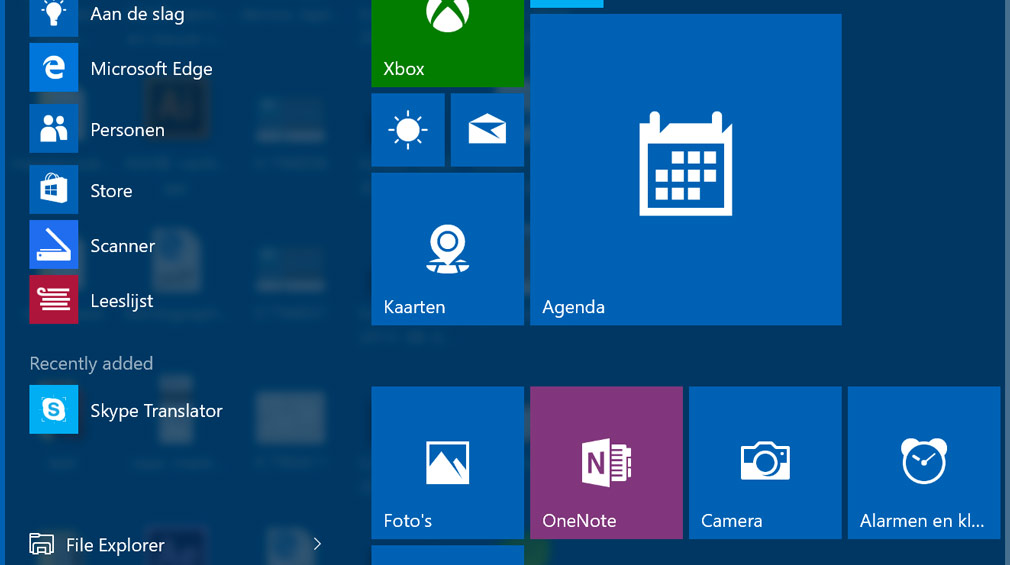 Aan de slag
Microsoft Edge
Personen
Store
Scanner
Leeslijst
Recently added
Skype Translator
File Explorer
Xbox
Kaarten
Agenda
Foto's
OneNote
Camera
Alarmen en kl...